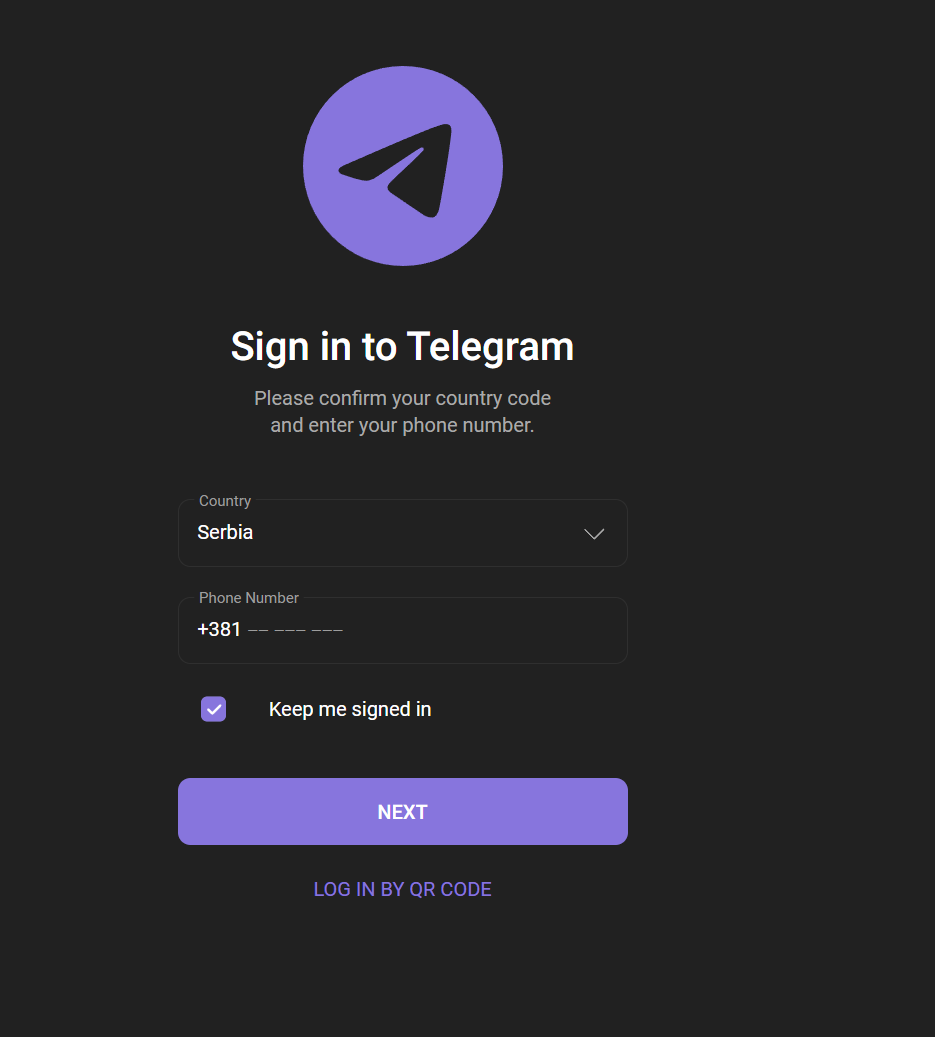 Sign in to Telegram
Please confirm your country code
and enter your phone number.
Country
Serbia
Phone Number
+381 –– ––– –––
Keep me signed in
NEXT
LOG IN BY QR CODE